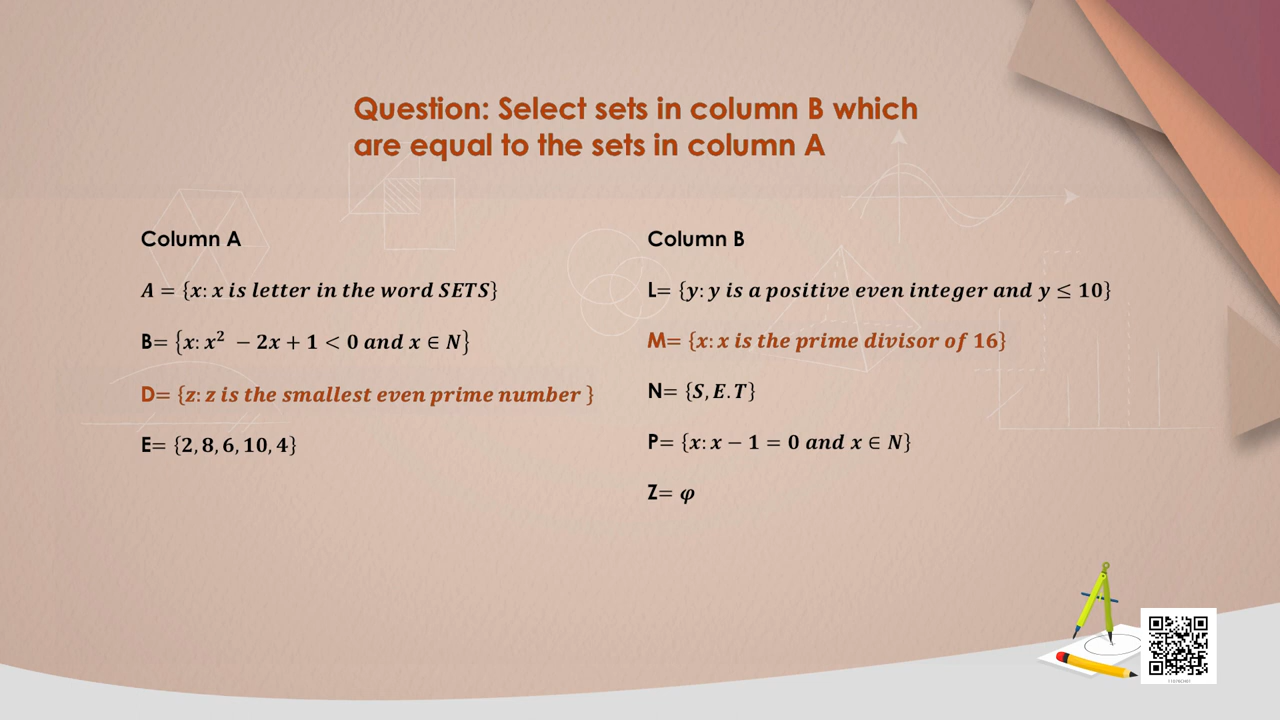 Question: Select sets in column B which
are equal to the sets in column A
Column A
A = {x: x is letter in the word SETS}
B= {x: x² − 2x + 1 < 0 and x ∈ N}
D= {z: z is the smallest even prime number }
E= {2, 8, 6, 10, 4}
Column B
L= {y: y is a positive even integer and y ≤ 10}
M= {x: x is the prime divisor of 16}
N= {S, E. T}
P= {x: x − 1 = 0 and x ∈ N}
Z= φ